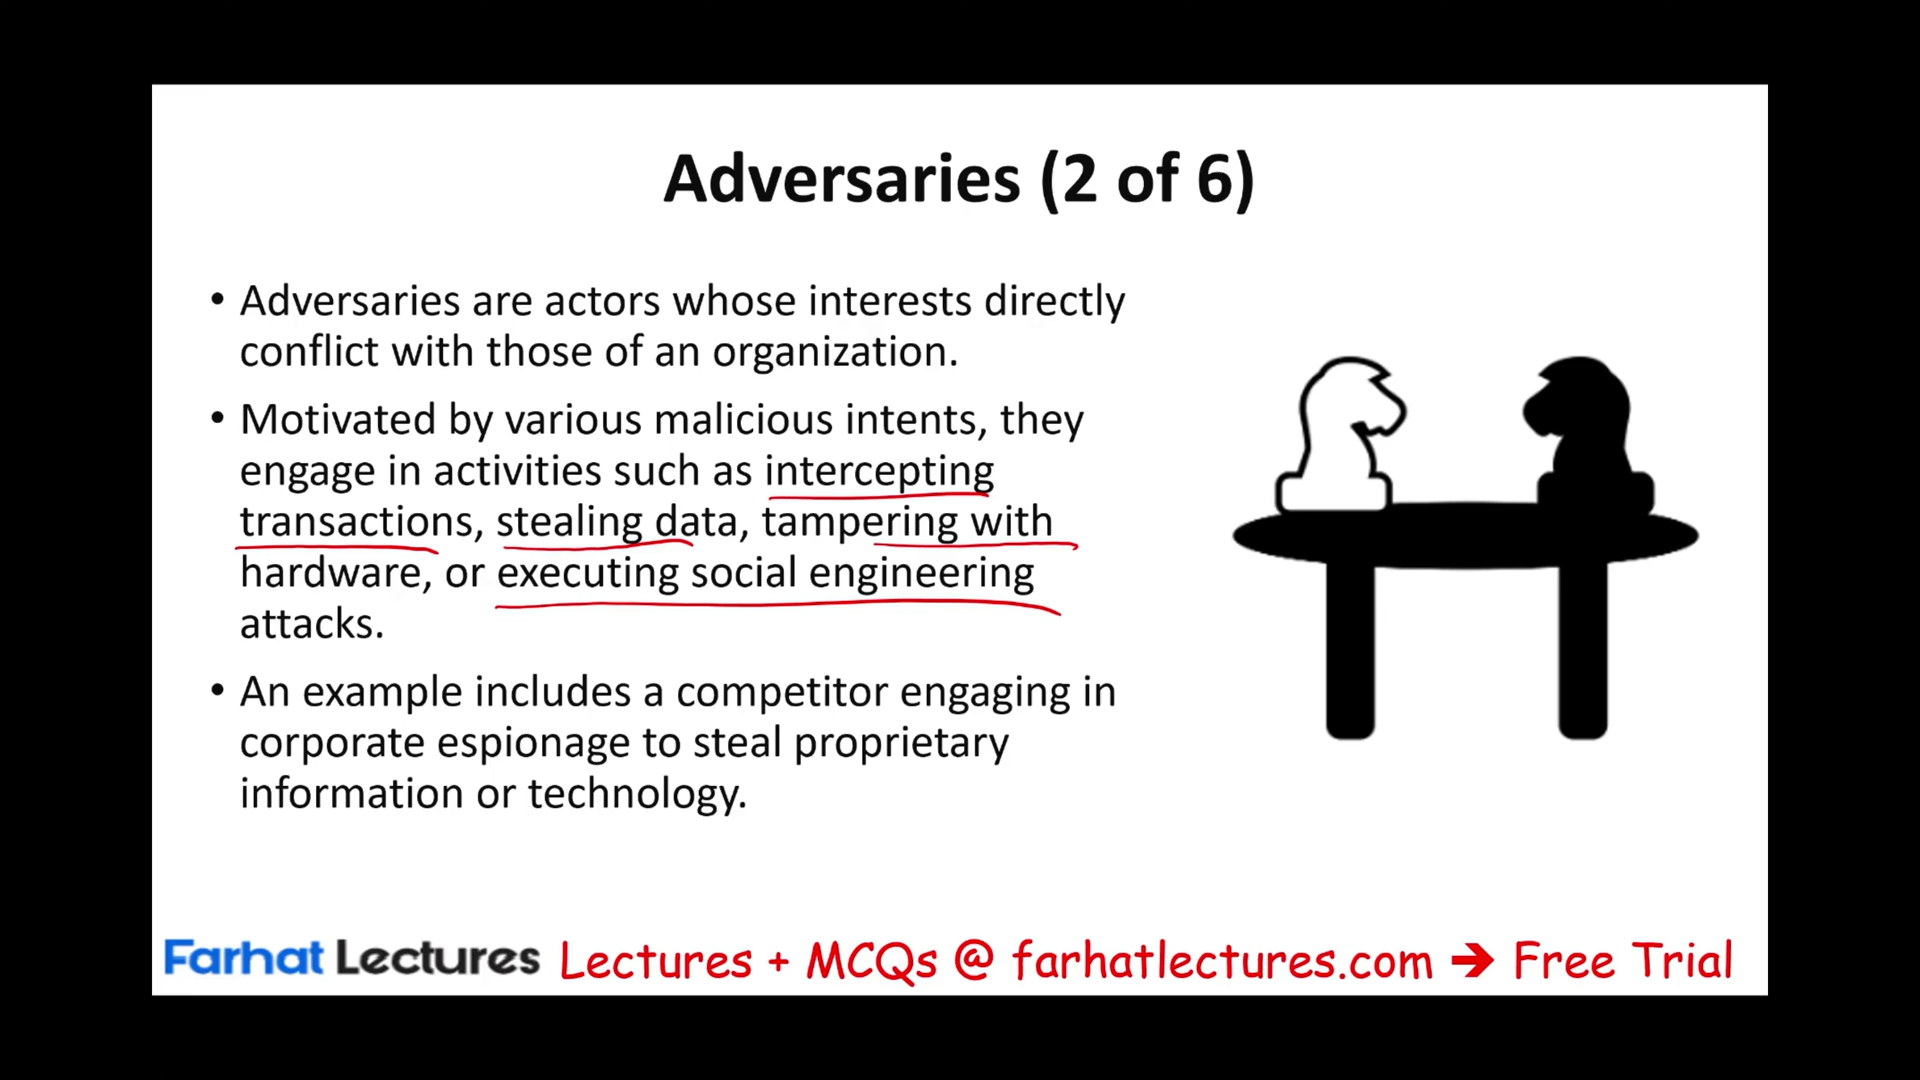 Adversaries (2 of 6)
• Adversaries are actors whose interests directly
conflict with those of an organization.
• Motivated by various malicious intents, they
engage in activities such as intercepting
transactions, stealing data, tampering with
hardware, or executing social engineering
attacks.
• An example includes a competitor engaging in
corporate espionage to steal proprietary
information or technology.
Farhat Lectures Lectures + MCQs @ farhatlectures.com ➔ Free Trial